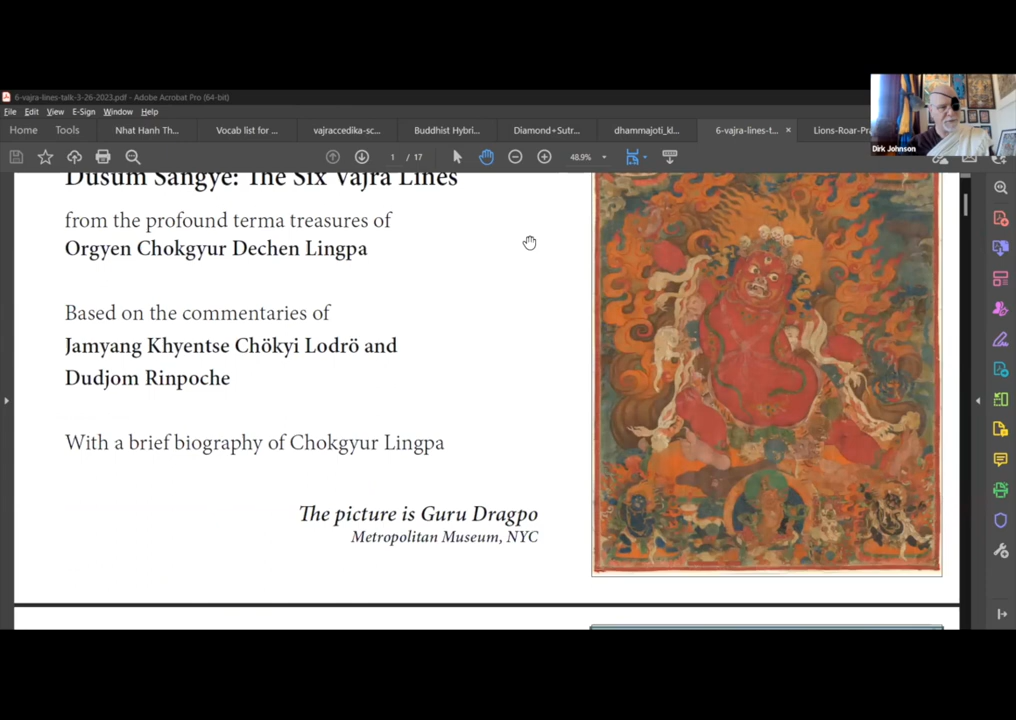 6-vajra-lines-talk-3-26-2023.pdf - Adobe Acrobat Pro (64-bit)
File Edit View E-Sign Window Help
Home Tools Nhat Hanh Th... Vocab list for ... vajraccedika-sc... Buddhist Hybri... Diamond+Sutr... dhammajoti_kl... 6-vajra-lines-t... × Lions-Roar-Pra
1 / 17 48.9%
Dirk Johnson
Dusum Sangye: The Six Vajra Lines
from the profound terma treasures of
Orgyen Chokgyur Dechen Lingpa
Based on the commentaries of
Jamyang Khyentse Chökyi Lodrö and
Dudjom Rinpoche
With a brief biography of Chokgyur Lingpa
The picture is Guru Dragpo
Metropolitan Museum, NYC